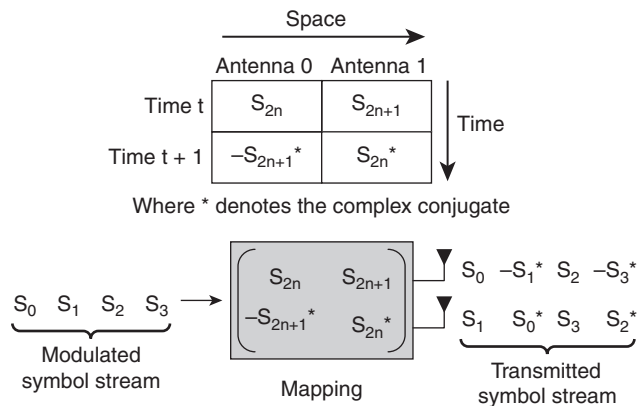 Space
Antenna 0 Antenna 1
Time t S₂ₙ S₂ₙ₊₁
Time
Time t + 1 –S₂ₙ₊₁* S₂ₙ*
Where * denotes the complex conjugate
S₂ₙ S₂ₙ₊₁
–S₂ₙ₊₁* S₂ₙ*
S₀ –S₁* S₂ –S₃*
S₀ S₁ S₂ S₃
S₁ S₀* S₃ S₂*
Modulated
symbol stream
Mapping
Transmitted
symbol stream